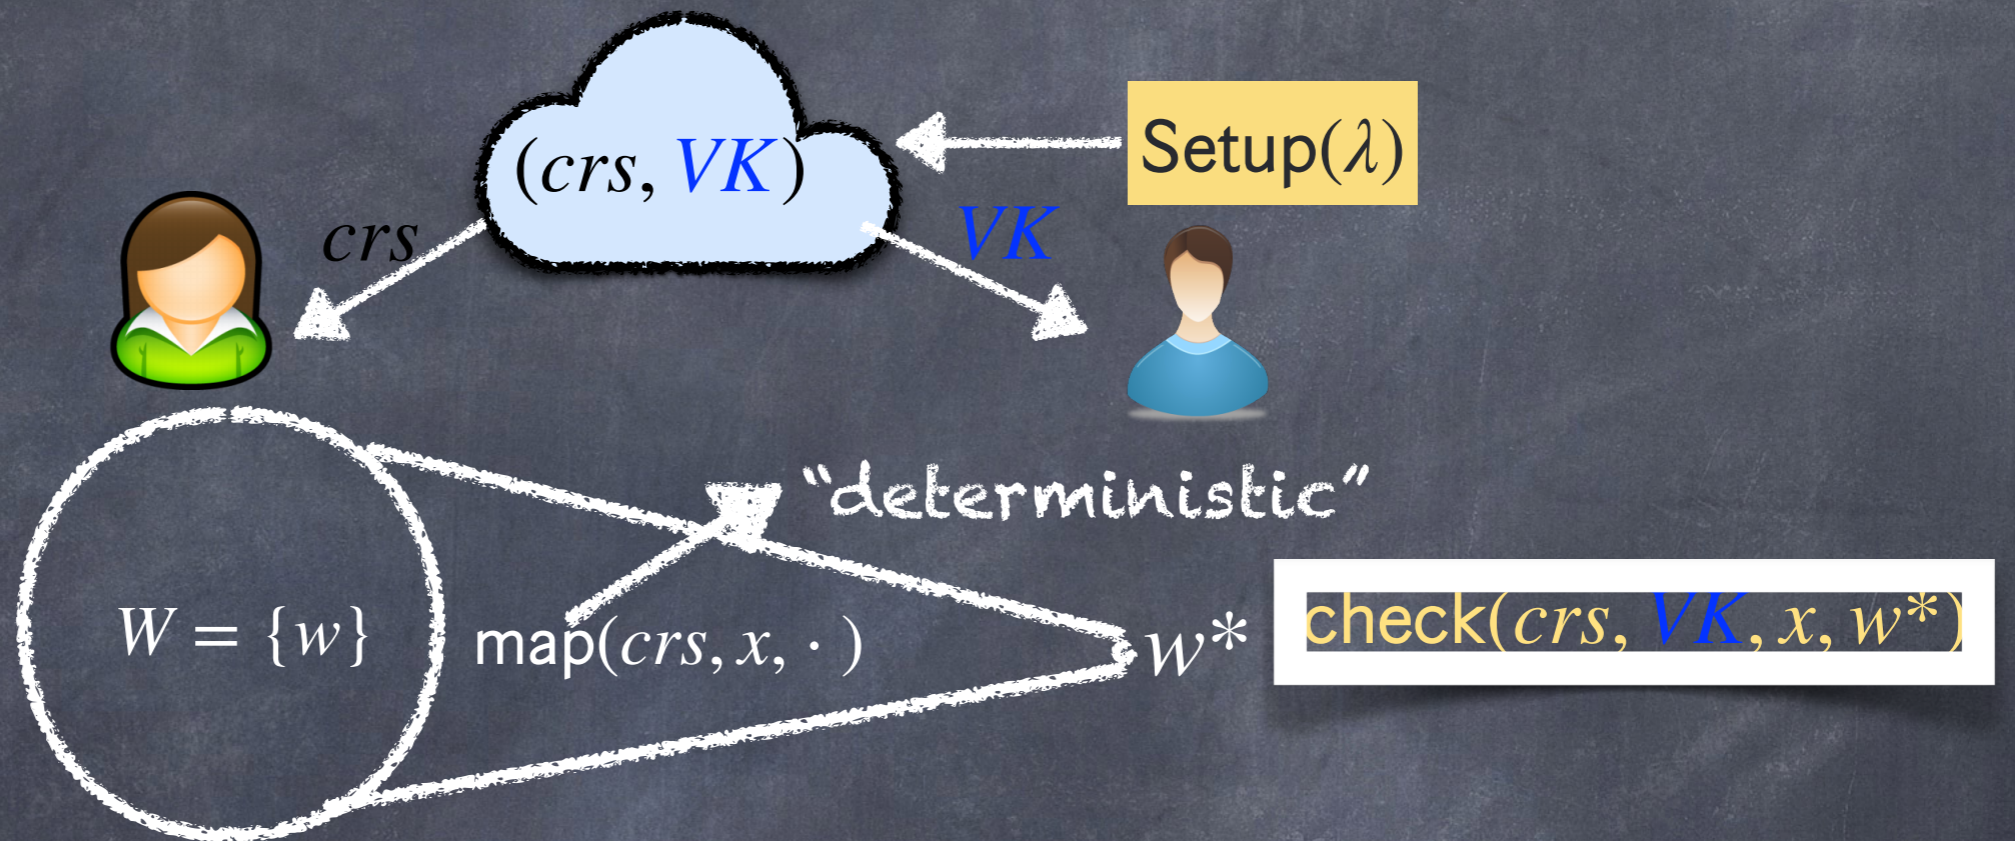 (crs, VK)
Setup(λ)
crs
VK
“deterministic”
W = {w}
map(crs, x, · )
w*
check(crs, VK, x, w*)